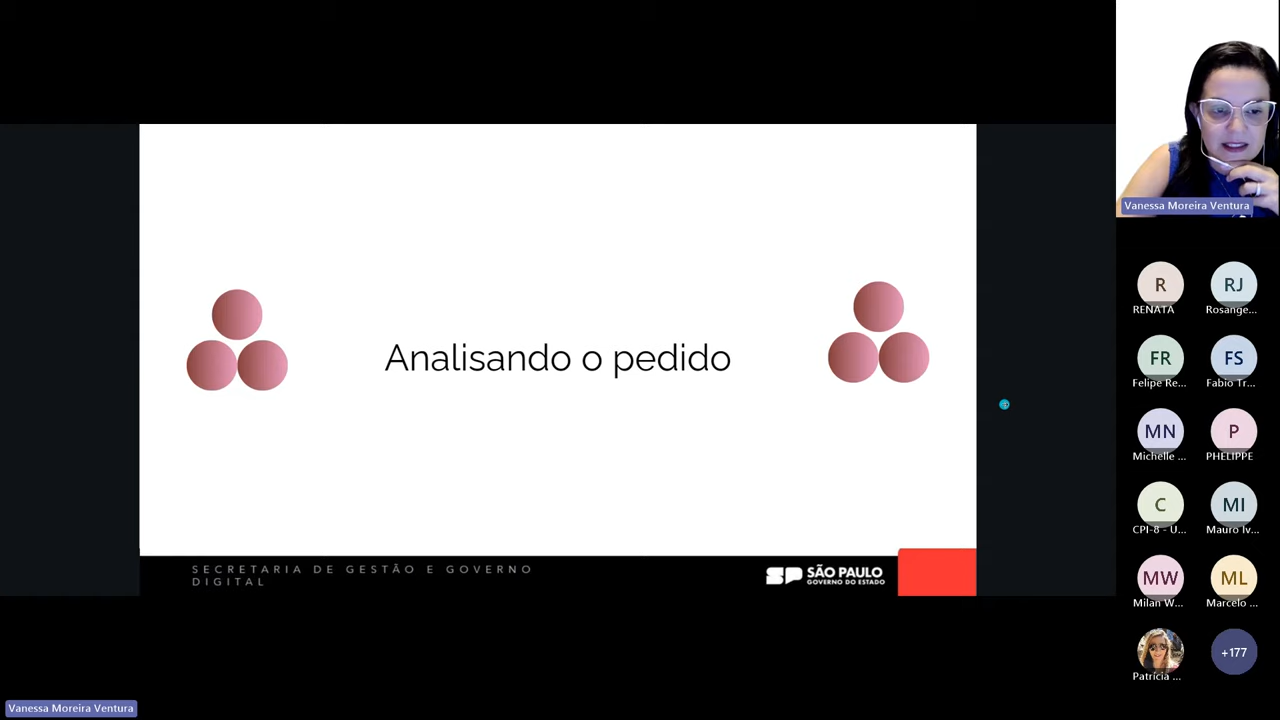 Analisando o pedido
SECRETARIA DE GESTÃO E GOVERNO
DIGITAL
SP SÃO PAULO
GOVERNO DO ESTADO
Vanessa Moreira Ventura
R
RENATA
RJ
Rosange...
FR
Felipe Re...
FS
Fabio Tr...
MN
Michelle ...
P
PHELIPPE
C
CPI-8 - U...
MI
Mauro Iv...
MW
Milan W...
ML
Marcelo ...
Patrícia ...
+177
Vanessa Moreira Ventura